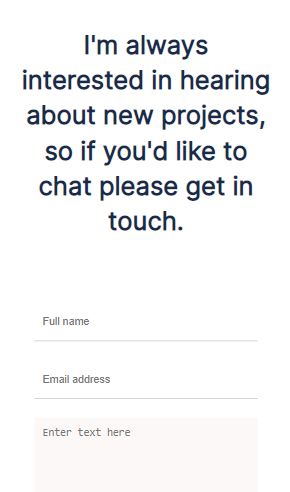 I'm always
interested in hearing
about new projects,
so if you'd like to
chat please get in
touch.
Full name
Email address
Enter text here